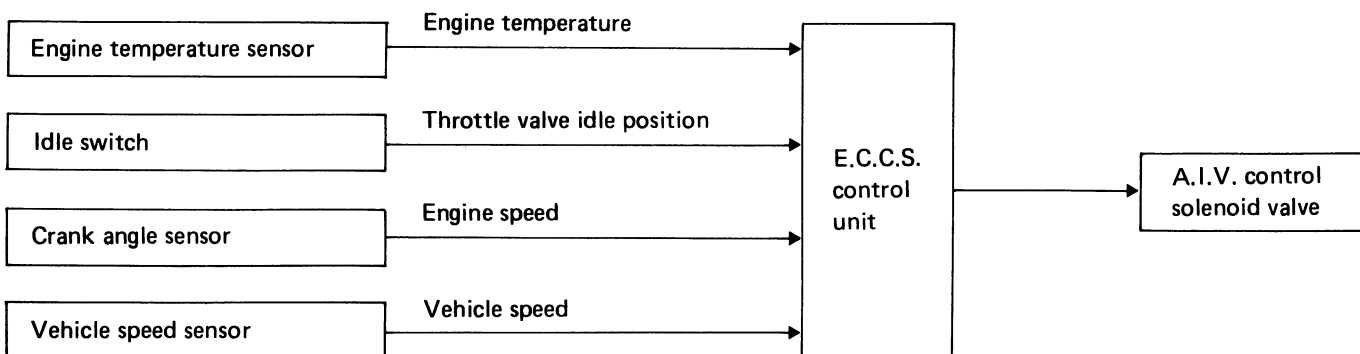 Engine temperature sensor
Engine temperature
Idle switch
Throttle valve idle position
Crank angle sensor
Engine speed
Vehicle speed sensor
Vehicle speed
E.C.C.S.
control
unit
A.I.V. control
solenoid valve